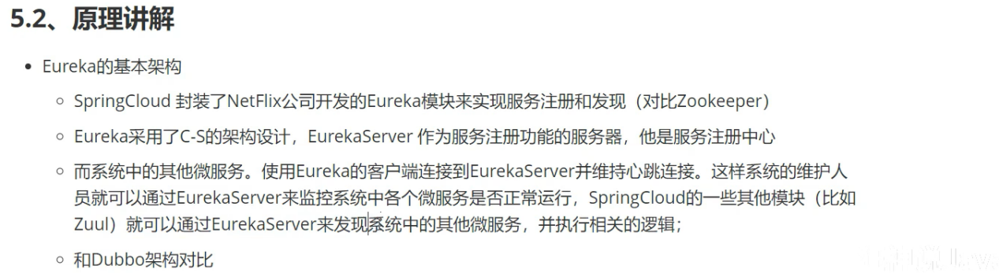 5.2、原理讲解
Eureka的基本架构
SpringCloud 封装了NetFlix公司开发的Eureka模块来实现服务注册和发现（对比Zookeeper）
Eureka采用了C-S的架构设计，EurekaServer 作为服务注册功能的服务器，他是服务注册中心
而系统中的其他微服务。使用Eureka的客户端连接到EurekaServer并维持心跳连接。这样系统的维护人
员就可以通过EurekaServer来监控系统中各个微服务是否正常运行，SpringCloud的一些其他模块（比如
Zuul）就可以通过EurekaServer来发现系统中的其他微服务，并执行相关的逻辑；
和Dubbo架构对比